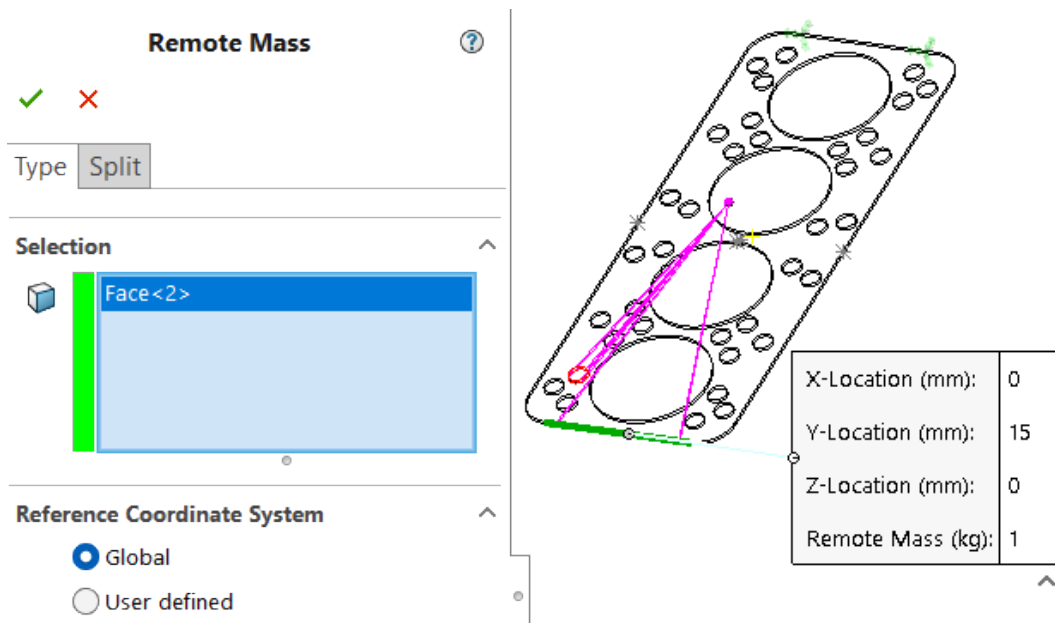 Remote Mass
?
Type Split
Selection
Face<2>
Reference Coordinate System
Global
User defined
X-Location (mm): 0
Y-Location (mm): 15
Z-Location (mm): 0
Remote Mass (kg): 1